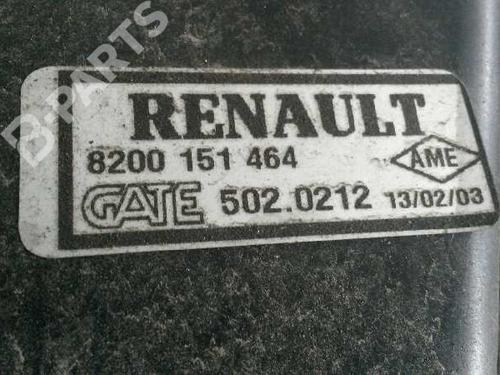 B-PARTS
RENAULT
8200 151 464
AME
GATE 502.0212 13/02/03